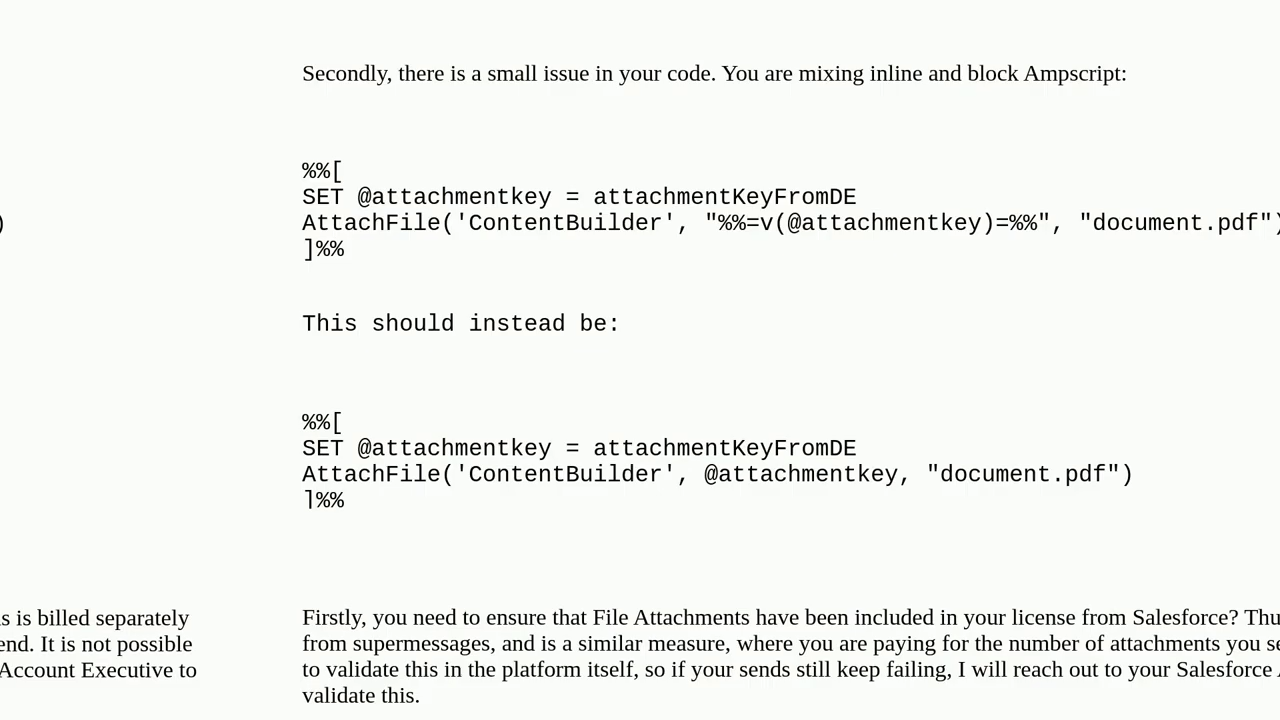 Secondly, there is a small issue in your code. You are mixing inline and block Ampscript:
%%[
SET @attachmentkey = attachmentKeyFromDE
)
AttachFile('ContentBuilder', "%%=v(@attachmentkey)=%%", "document.pdf")
]%%
This should instead be:
%%[
SET @attachmentkey = attachmentKeyFromDE
AttachFile('ContentBuilder', @attachmentkey, "document.pdf")
]%%
s is billed separately
end. It is not possible
Account Executive to
Firstly, you need to ensure that File Attachments have been included in your license from Salesforce? Thu
from supermessages, and is a similar measure, where you are paying for the number of attachments you se
to validate this in the platform itself, so if your sends still keep failing, I will reach out to your Salesforce
validate this.